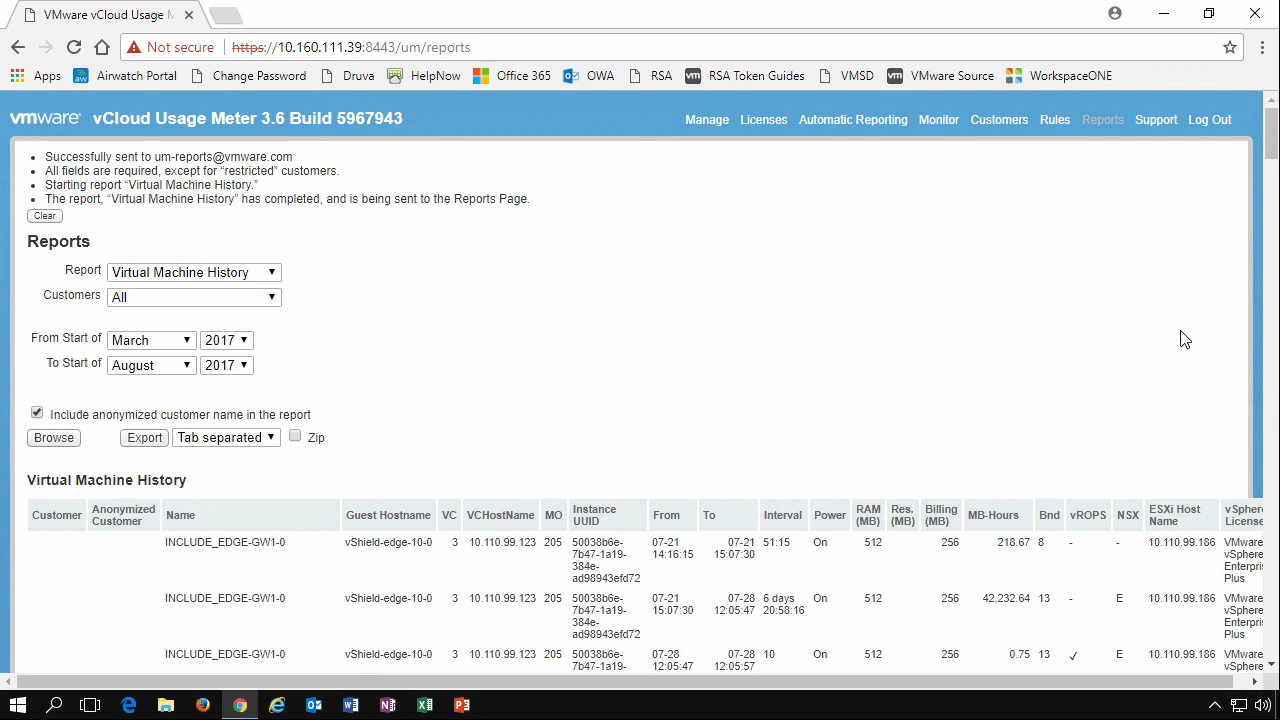 VMware vCloud Usage M
Not secure https://10.160.111.39:8443/um/reports
Apps Airwatch Portal Change Password Druva HelpNow Office 365 OWA RSA RSA Token Guides VMSD VMware Source WorkspaceONE
vmware vCloud Usage Meter 3.6 Build 5967943 Manage Licenses Automatic Reporting Monitor Customers Rules Reports Support Log Out
Successfully sent to um-reports@vmware.com
All fields are required, except for “restricted” customers.
Starting report “Virtual Machine History.”
The report, “Virtual Machine History” has completed, and is being sent to the Reports Page.
Clear
Reports
Report Virtual Machine History
Customers All
From Start of March 2017
To Start of August 2017
Include anonymized customer name in the report
Browse Export Tab separated Zip
Virtual Machine History
Customer Anonymized Customer Name Guest Hostname VC VCHostName MO Instance UUID From To Interval Power RAM (MB) Res. (MB) Billing (MB) MB-Hours Bnd vROPS NSX ESXi Host Name vSphere License
INCLUDE_EDGE-GW1-0 vShield-edge-10-0 3 10.110.99.123 205 50038b6e- 07-21 07-21 51:15 On 512 256 218.67 8 - - 10.110.99.186 VMware
7b47-1a19- 14:16:15 15:07:30 vSphere
384e- Enterpris
ad98943efd72 Plus
INCLUDE_EDGE-GW1-0 vShield-edge-10-0 3 10.110.99.123 205 50038b6e- 07-21 07-28 6 days On 512 256 42,232.64 13 - E 10.110.99.186 VMware
7b47-1a19- 15:07:30 12:05:47 20:58:16 vSphere
384e- Enterpris
ad98943efd72 Plus
INCLUDE_EDGE-GW1-0 vShield-edge-10-0 3 10.110.99.123 205 50038b6e- 07-28 07-28 10 On 512 256 0.75 13 ✓ E 10.110.99.186 VMware
7b47-1a19- 12:05:47 12:05:57 vSphere